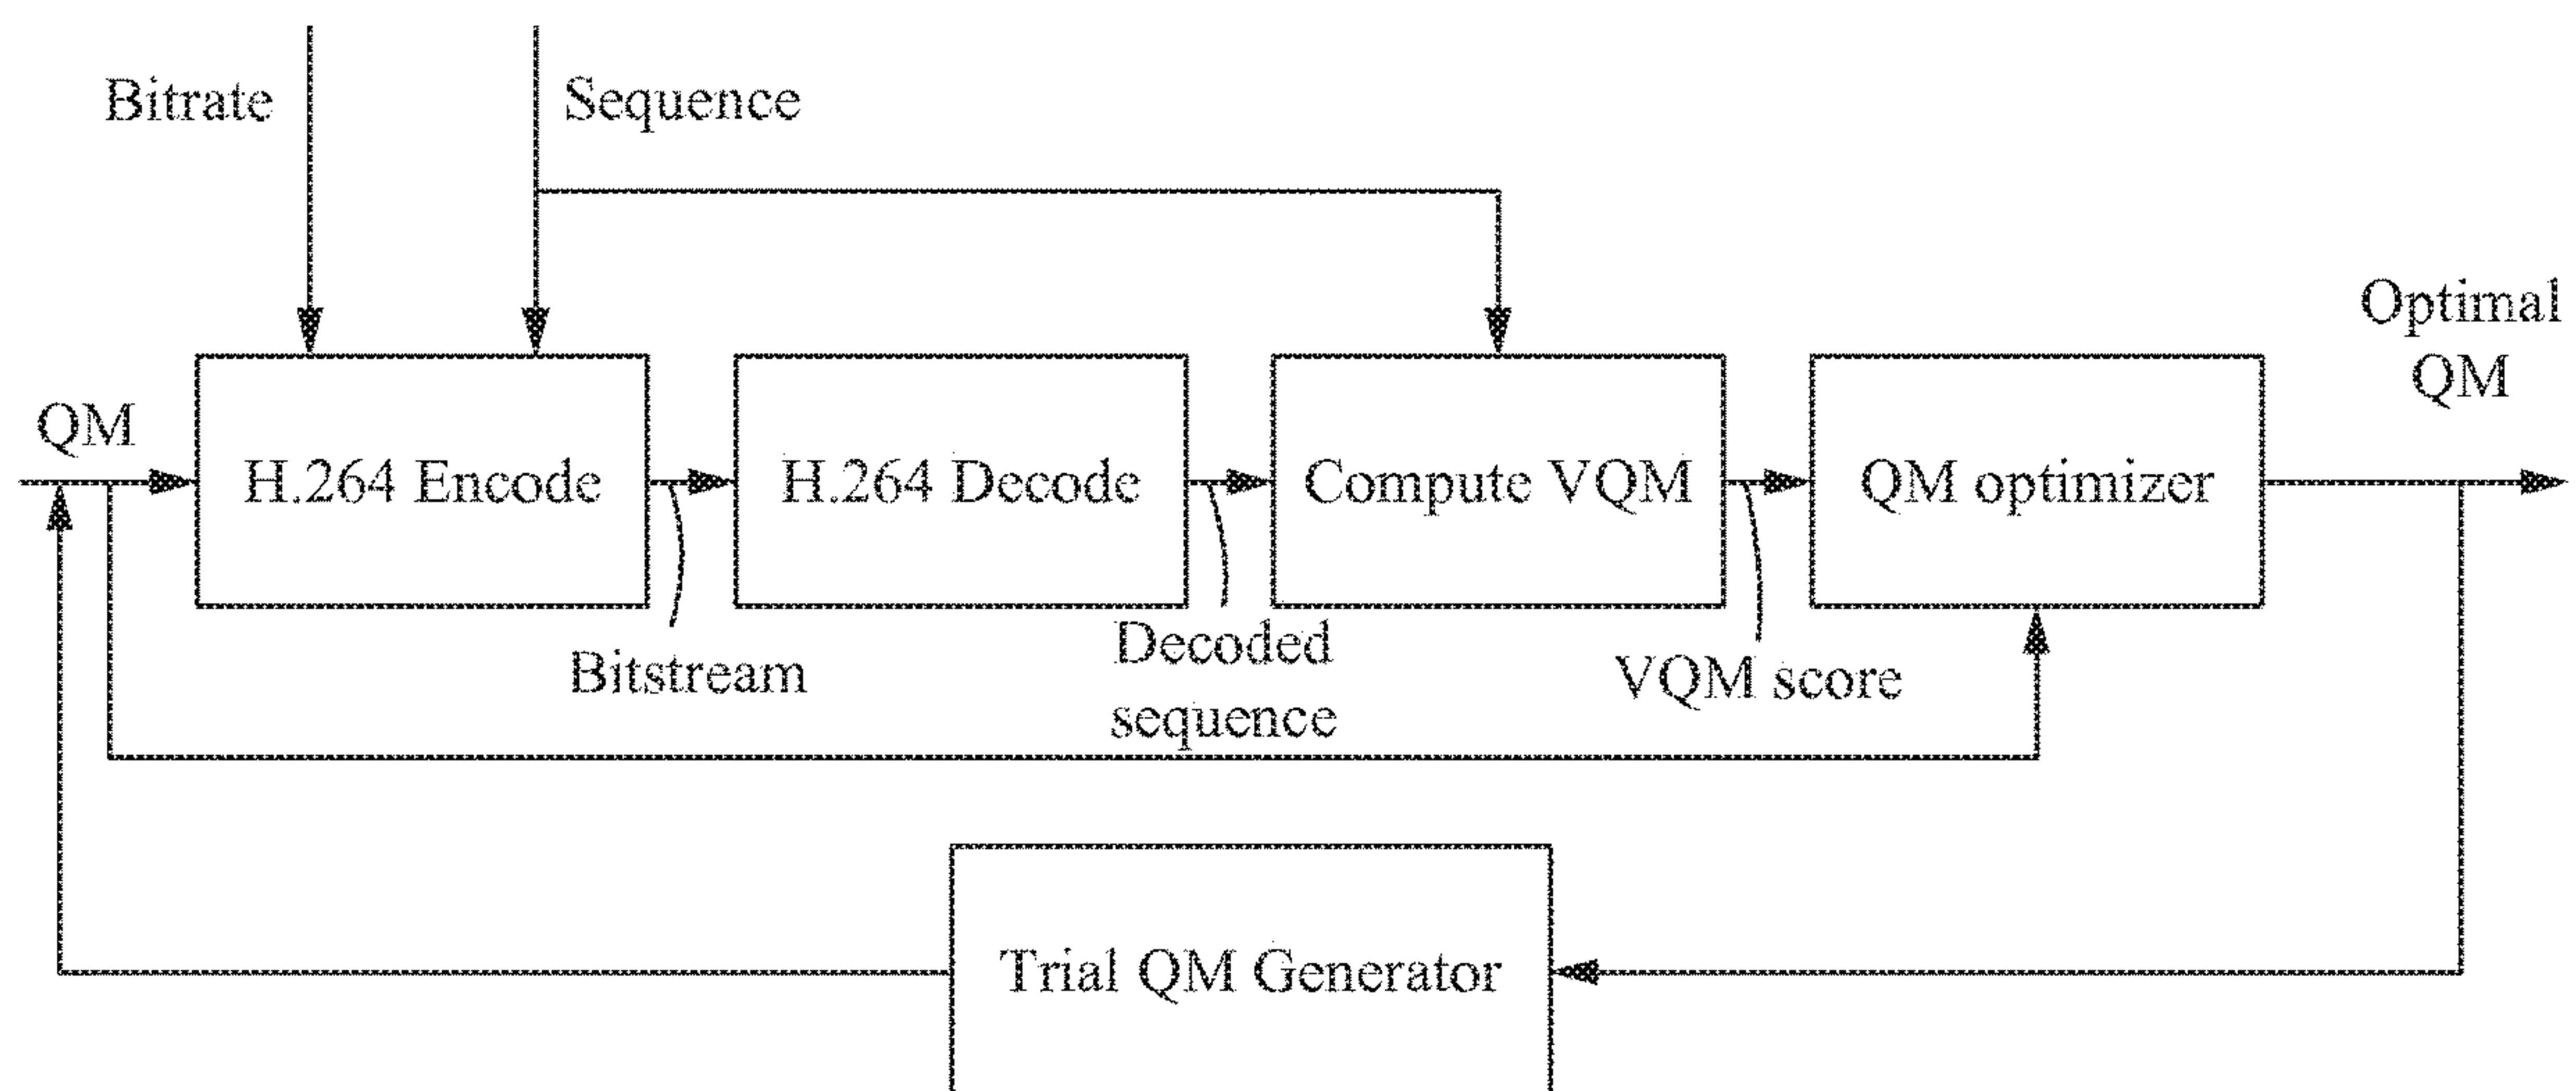 Bitrate
Sequence
Optimal
QM
QM
H.264 Encode
H.264 Decode
Compute VQM
QM optimizer
Bitstream
Decoded
sequence
VQM score
Trial QM Generator